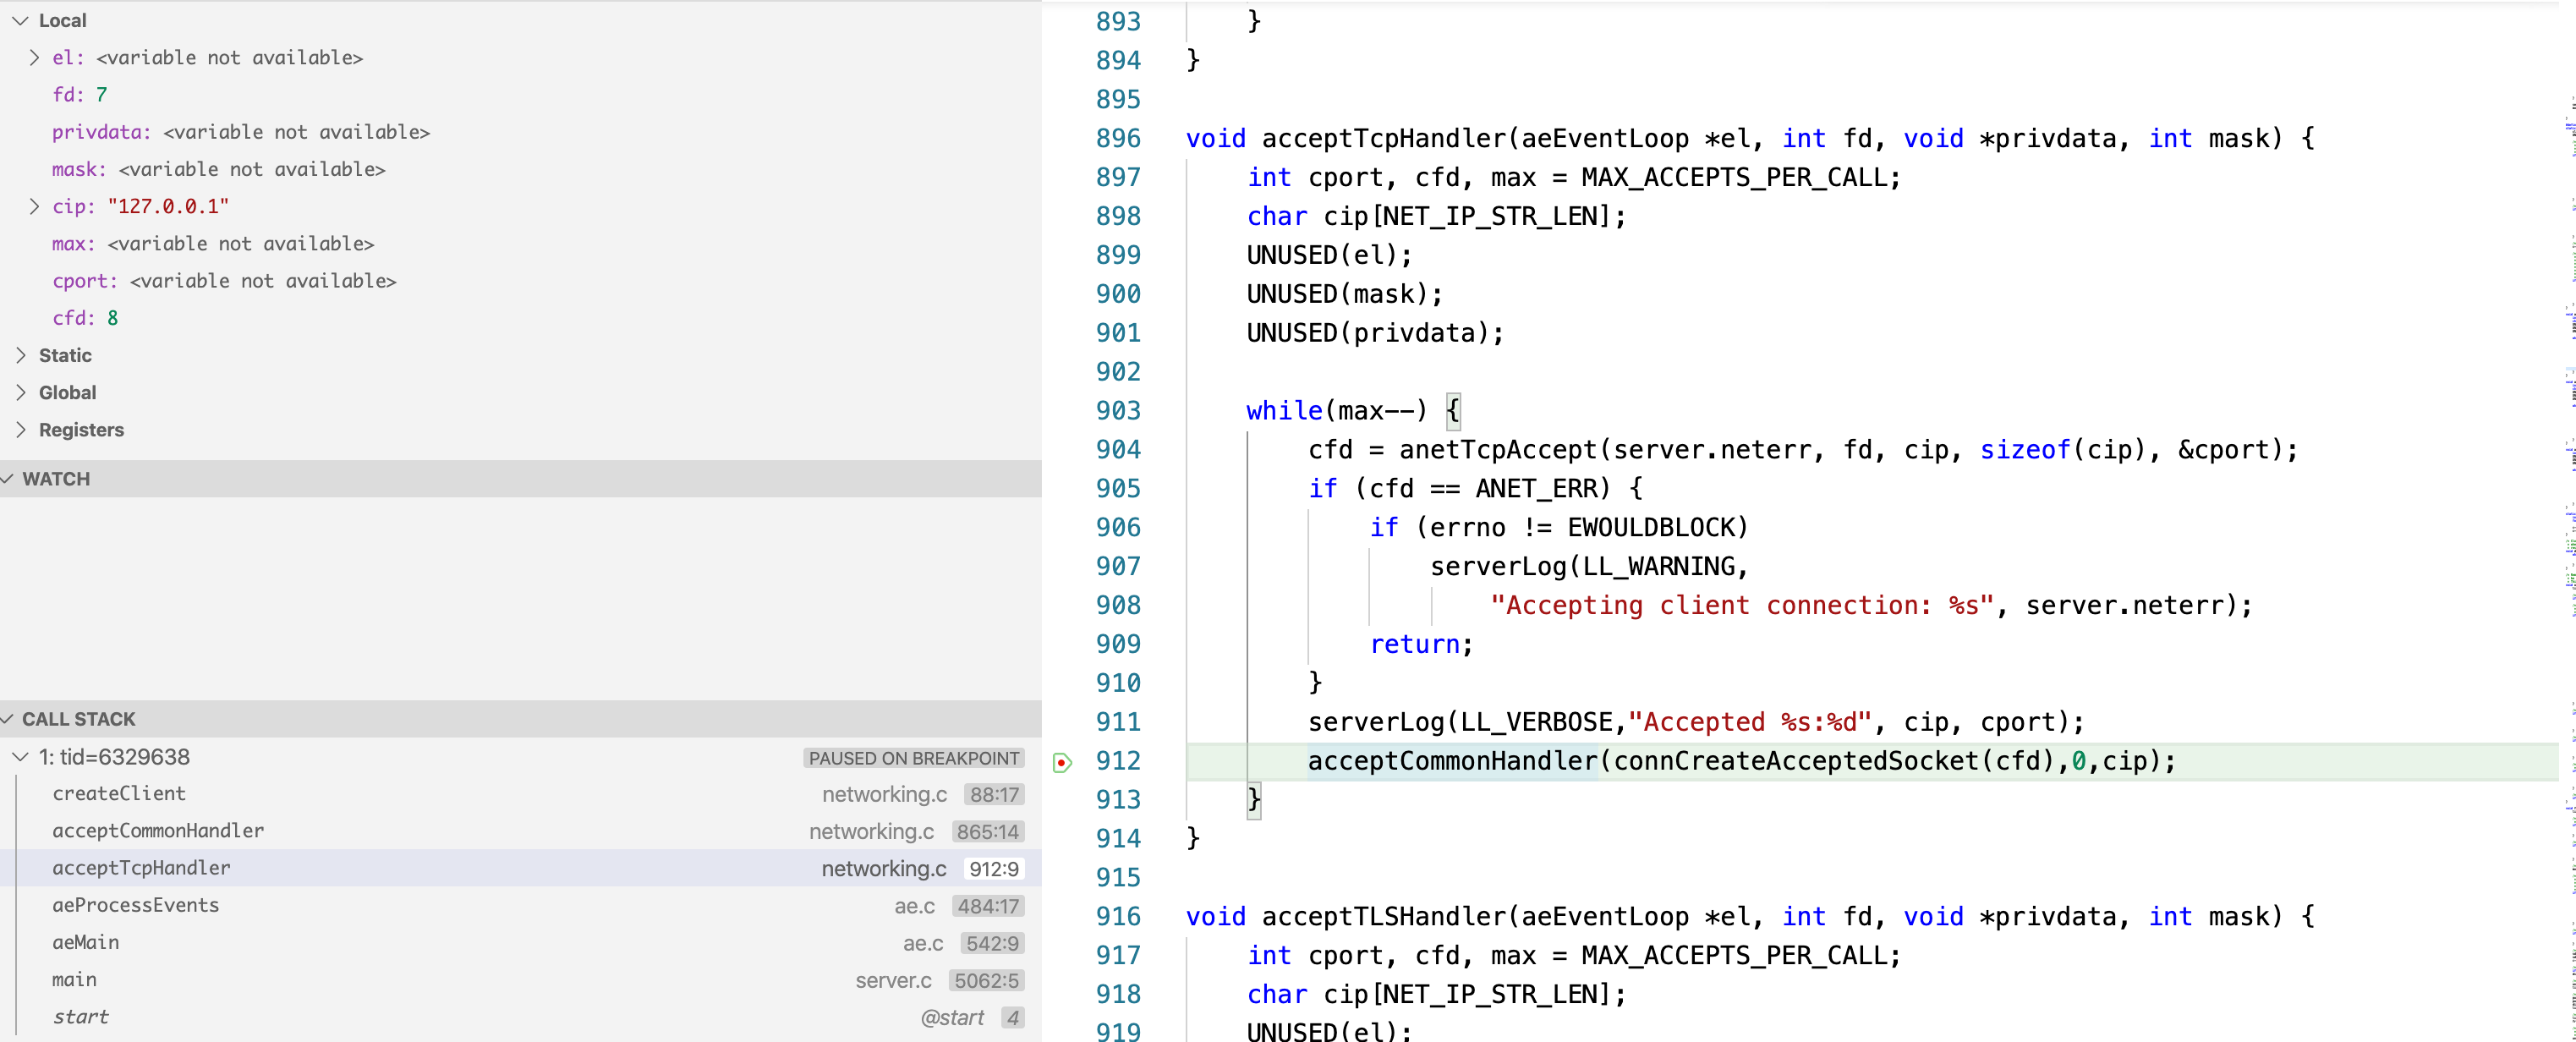 Local
el: <variable not available>
fd: 7
privdata: <variable not available>
mask: <variable not available>
cip: "127.0.0.1"
max: <variable not available>
cport: <variable not available>
cfd: 8
Static
Global
Registers
WATCH
CALL STACK
1: tid=6329638 PAUSED ON BREAKPOINT
createClient networking.c 88:17
acceptCommonHandler networking.c 865:14
acceptTcpHandler networking.c 912:9
aeProcessEvents ae.c 484:17
aeMain ae.c 542:9
main server.c 5062:5
start @start 4
893 }
894 }
895
896 void acceptTcpHandler(aeEventLoop *el, int fd, void *privdata, int mask) {
897 int cport, cfd, max = MAX_ACCEPTS_PER_CALL;
898 char cip[NET_IP_STR_LEN];
899 UNUSED(el);
900 UNUSED(mask);
901 UNUSED(privdata);
902
903 while(max--) {
904 cfd = anetTcpAccept(server.neterr, fd, cip, sizeof(cip), &cport);
905 if (cfd == ANET_ERR) {
906 if (errno != EWOULDBLOCK)
907 serverLog(LL_WARNING,
908 "Accepting client connection: %s", server.neterr);
909 return;
910 }
911 serverLog(LL_VERBOSE,"Accepted %s:%d", cip, cport);
912 acceptCommonHandler(connCreateAcceptedSocket(cfd),0,cip);
913 }
914 }
915
916 void acceptTLSHandler(aeEventLoop *el, int fd, void *privdata, int mask) {
917 int cport, cfd, max = MAX_ACCEPTS_PER_CALL;
918 char cip[NET_IP_STR_LEN];
919 UNUSED(el);